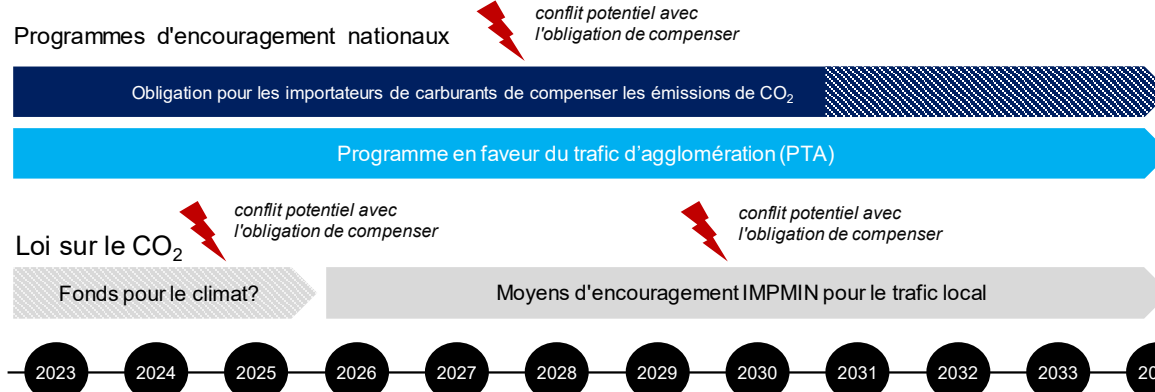 conflit potentiel avec
l'obligation de compenser
Programmes d'encouragement nationaux
Obligation pour les importateurs de carburants de compenser les émissions de CO₂
Programme en faveur du trafic d'agglomération (PTA)
conflit potentiel avec
l'obligation de compenser
conflit potentiel avec
l'obligation de compenser
Loi sur le CO₂
Fonds pour le climat?
Moyens d'encouragement IMPMIN pour le trafic local
2023 2024 2025 2026 2027 2028 2029 2030 2031 2032 2033